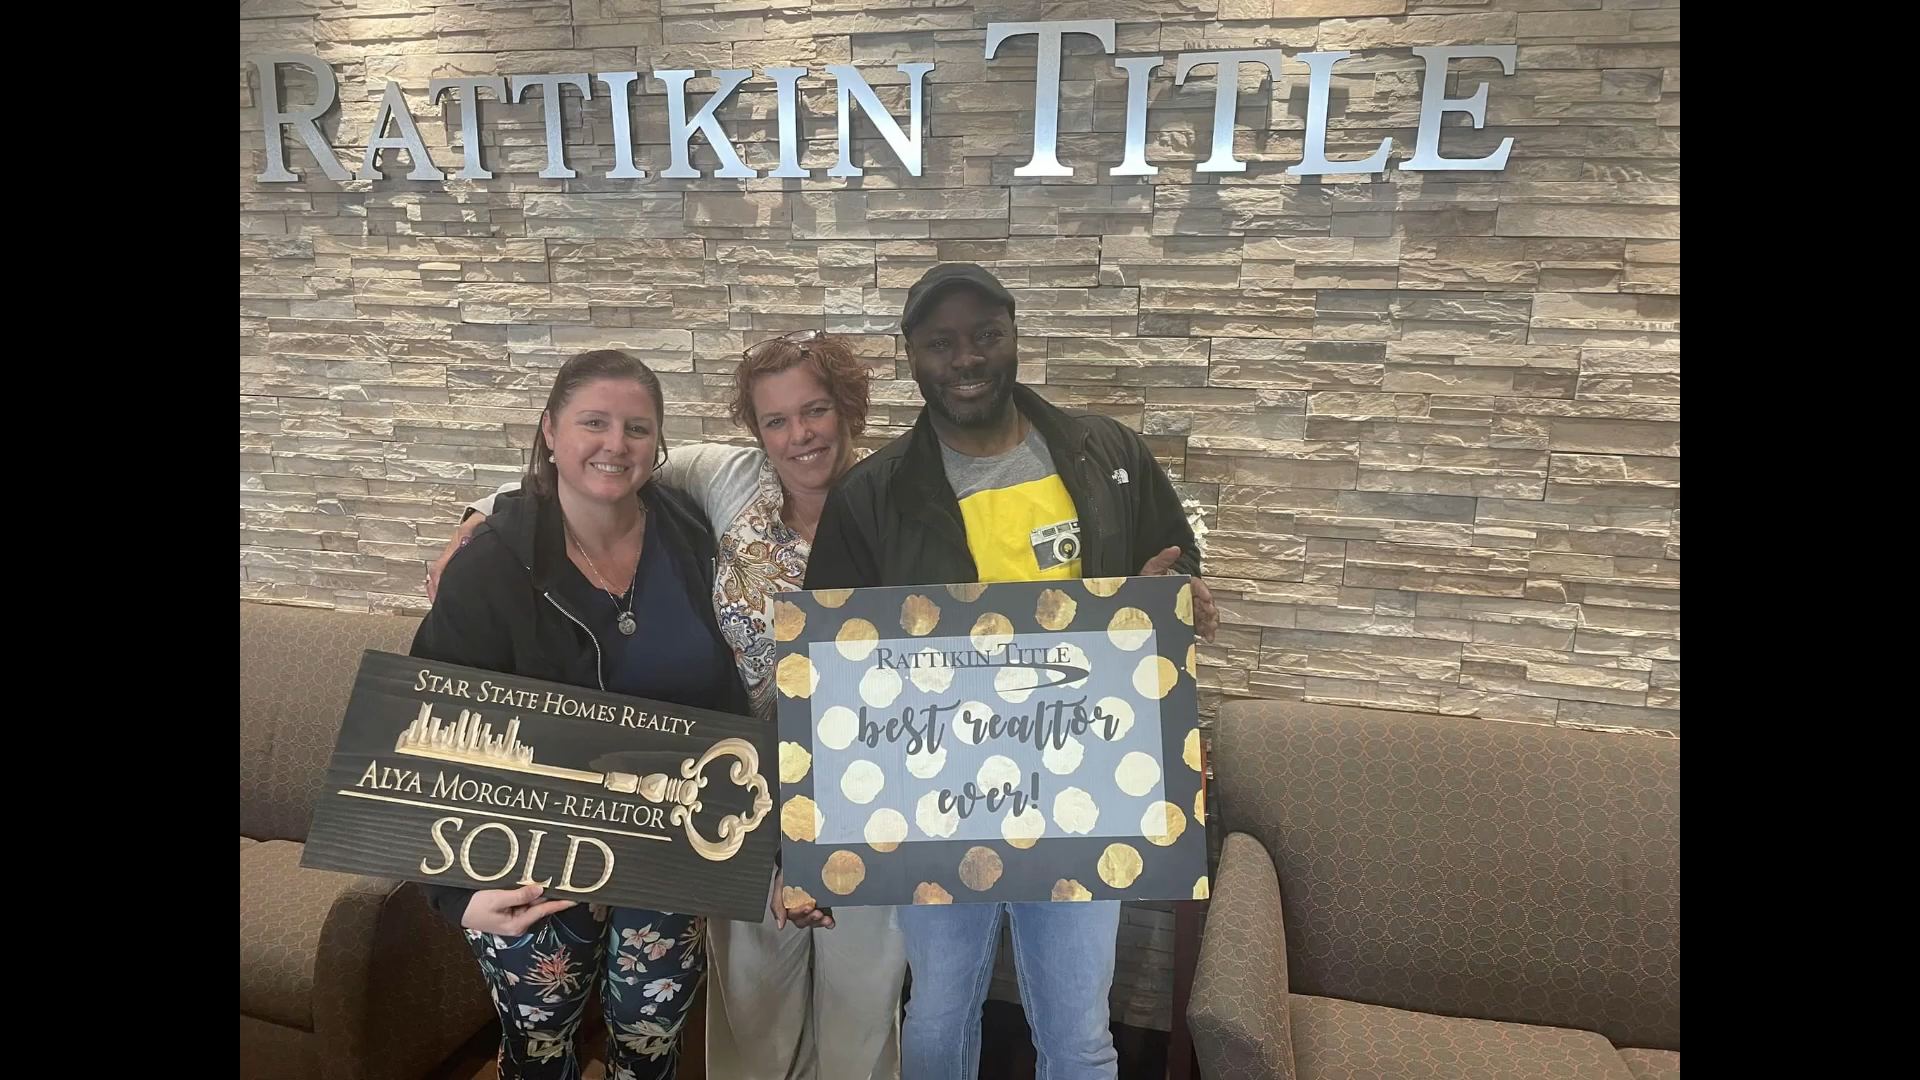 RATTIKIN TITLE
STAR STATE HOMES REALTY
ALYA MORGAN - REALTOR
SOLD
RATTIKIN TITLE
best realtor
ever!